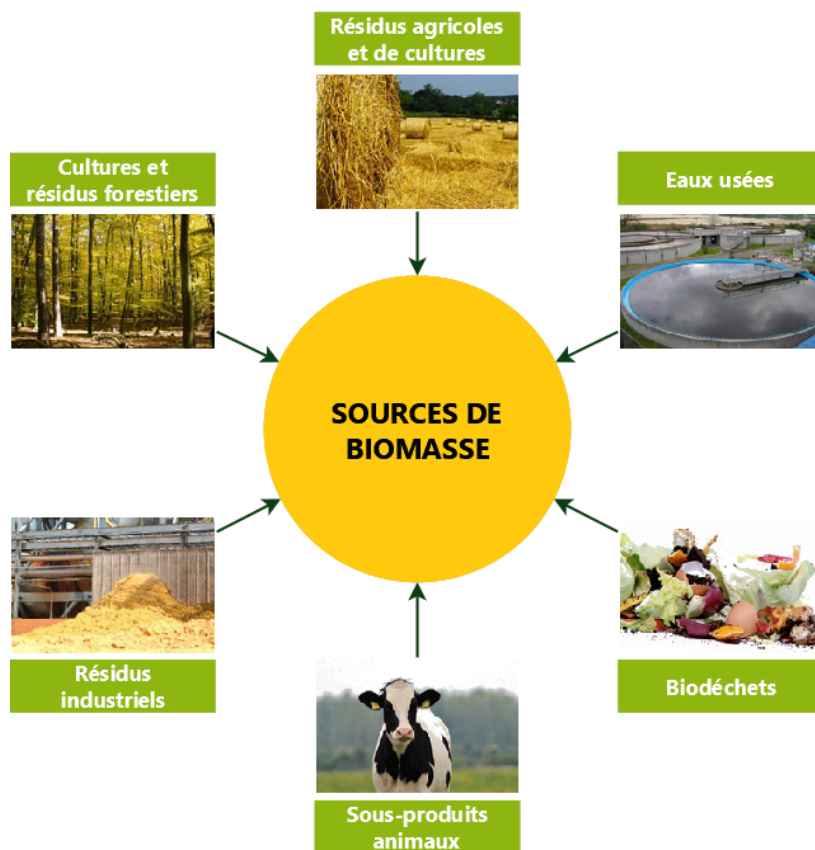 Résidus agricoles
et de cultures
Cultures et
résidus forestiers
Eaux usées
SOURCES DE
BIOMASSE
Résidus
industriels
Biodéchets
Sous-produits
animaux